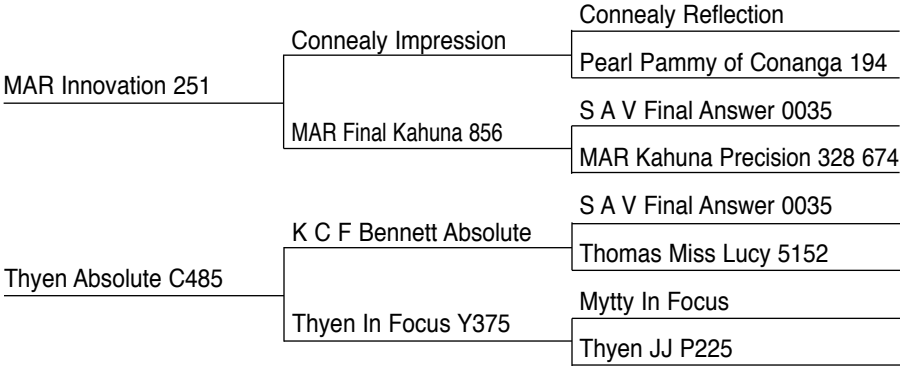 Connealy Reflection
Connealy Impression
Pearl Pammy of Conanga 194
MAR Innovation 251
S A V Final Answer 0035
MAR Final Kahuna 856
MAR Kahuna Precision 328 674
S A V Final Answer 0035
K C F Bennett Absolute
Thomas Miss Lucy 5152
Thyen Absolute C485
Mytty In Focus
Thyen In Focus Y375
Thyen JJ P225